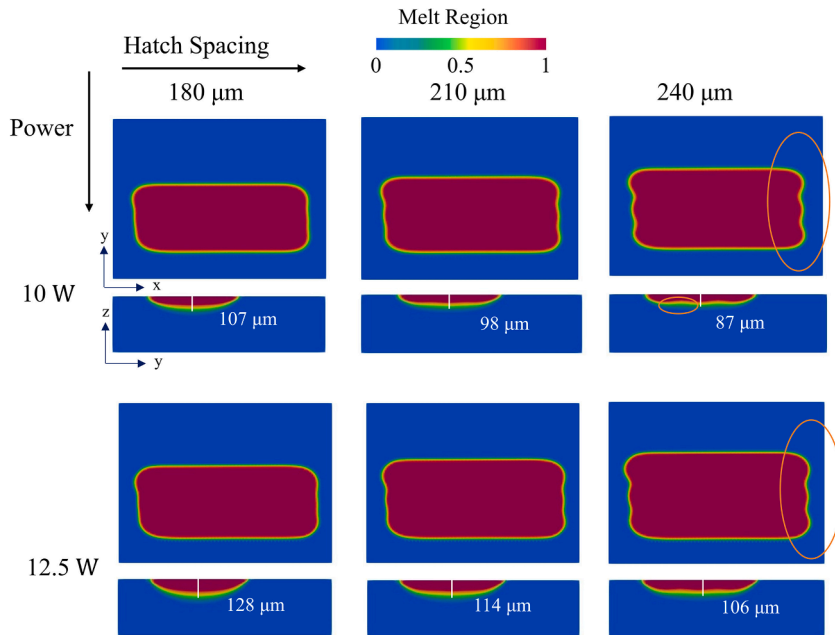 Melt Region
Hatch Spacing
0 0.5 1
180 μm 210 μm 240 μm
Power
y
x
10 W
z
107 μm 98 μm 87 μm
y
12.5 W
128 μm 114 μm 106 μm